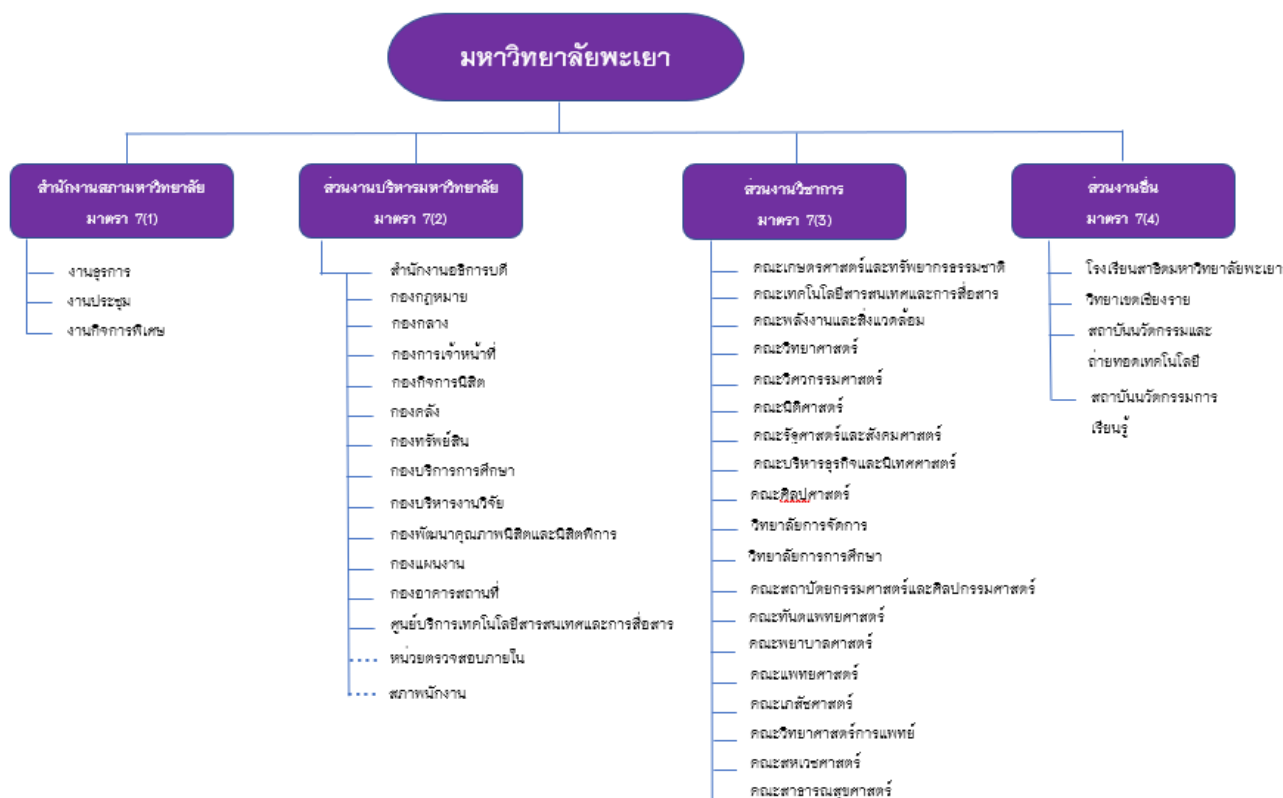 มหาวิทยาลัยพะเยา
สำนักงานสภามหาวิทยาลัย
มาตรา 7(1)
งานธุรการ
งานประชุม
งานกิจการพิเศษ
ส่วนงานบริหารมหาวิทยาลัย
มาตรา 7(2)
สำนักงานอธิการบดี
กองกฎหมาย
กองกลาง
กองการเจ้าหน้าที่
กองกิจการนิสิต
กองคลัง
กองทรัพย์สิน
กองบริการการศึกษา
กองบริหารงานวิจัย
กองพัฒนาคุณภาพนิสิตและนิสิตพิการ
กองแผนงาน
กองอาคารสถานที่
ศูนย์บริการเทคโนโลยีสารสนเทศและการสื่อสาร
หน่วยตรวจสอบภายใน
สภาพนักงาน
ส่วนงานวิชาการ
มาตรา 7(3)
คณะเกษตรศาสตร์และทรัพยากรธรรมชาติ
คณะเทคโนโลยีสารสนเทศและการสื่อสาร
คณะพลังงานและสิ่งแวดล้อม
คณะวิทยาศาสตร์
คณะวิศวกรรมศาสตร์
คณะนิติศาสตร์
คณะรัฐศาสตร์และสังคมศาสตร์
คณะบริหารธุรกิจและนิเทศศาสตร์
คณะศิลปศาสตร์
วิทยาลัยการจัดการ
วิทยาลัยการการศึกษา
คณะสถาปัตยกรรมศาสตร์และศิลปกรรมศาสตร์
คณะทันตแพทยศาสตร์
คณะพยาบาลศาสตร์
คณะแพทยศาสตร์
คณะเภสัชศาสตร์
คณะวิทยาศาสตร์การแพทย์
คณะสหเวชศาสตร์
คณะสาธารณสุขศาสตร์
ส่วนงานอื่น
มาตรา 7(4)
โรงเรียนสาธิตมหาวิทยาลัยพะเยา
วิทยาเขตเชียงราย
สถาบันนวัตกรรมและ
ถ่ายทอดเทคโนโลยี
สถาบันนวัตกรรมการ
เรียนรู้